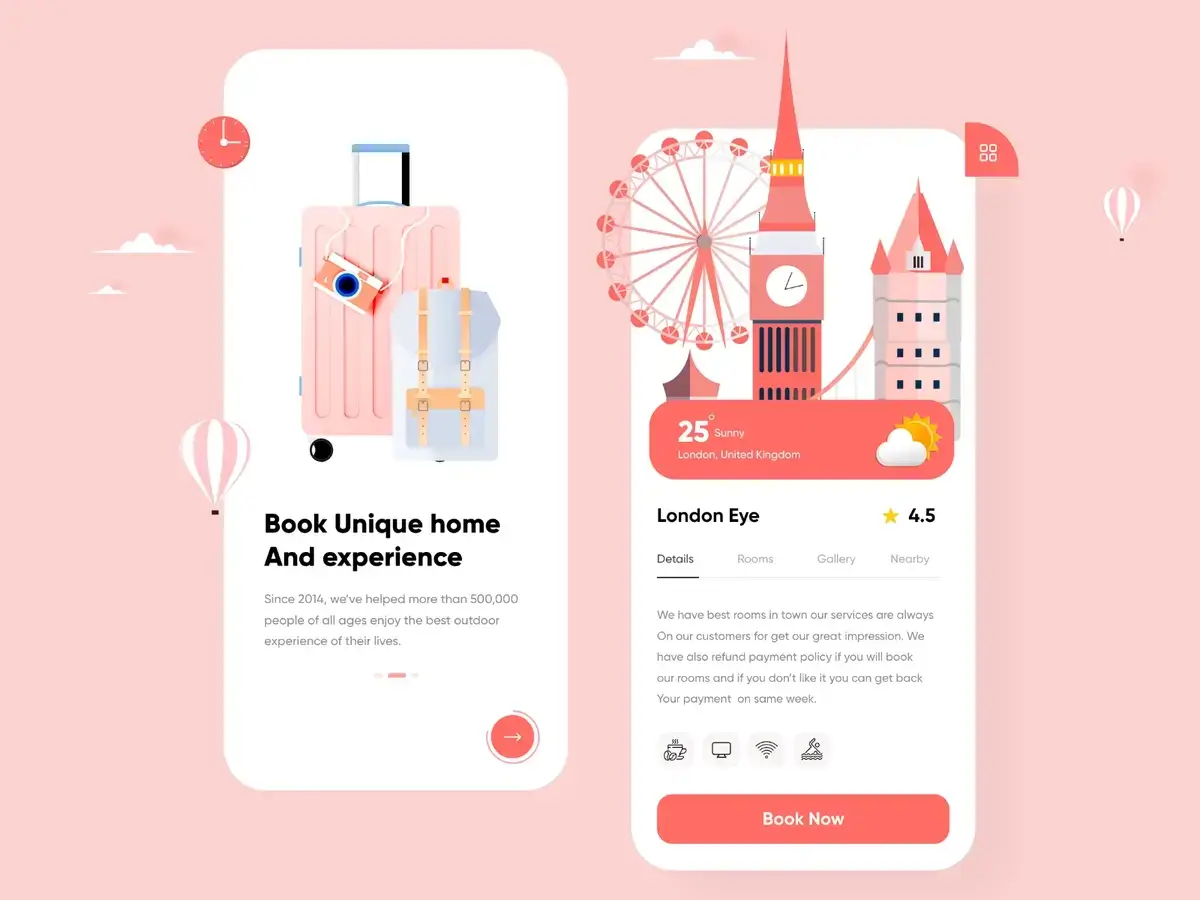 Book Unique home
And experience
Since 2014, we've helped more than 500,000
people of all ages enjoy the best outdoor
experience of their lives.
25° Sunny
London, United Kingdom
London Eye
4.5
Details Rooms Gallery Nearby
We have best rooms in town our services are always
On our customers for get our great impression. We
have also refund payment policy if you will book
our rooms and if you don't like it you can get back
Your payment on same week.
Book Now